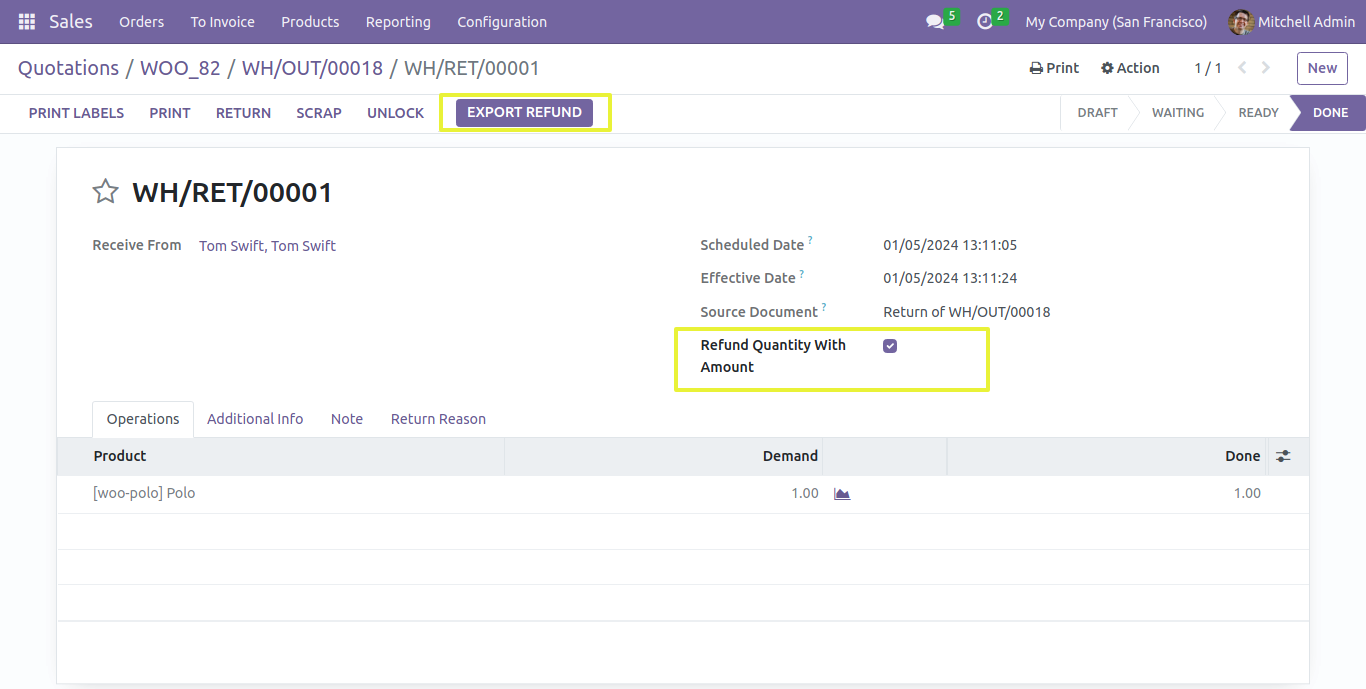 Sales Orders To Invoice Products Reporting Configuration 5 2 My Company (San Francisco) Mitchell Admin
Quotations / WOO_82 / WH/OUT/00018 / WH/RET/00001 Print Action 1 / 1 New
PRINT LABELS PRINT RETURN SCRAP UNLOCK EXPORT REFUND DRAFT WAITING READY DONE
WH/RET/00001
Receive From Tom Swift, Tom Swift
Scheduled Date ? 01/05/2024 13:11:05
Effective Date ? 01/05/2024 13:11:24
Source Document ? Return of WH/OUT/00018
Refund Quantity With
Amount
Operations Additional Info Note Return Reason
Product Demand Done
[woo-polo] Polo 1.00 1.00